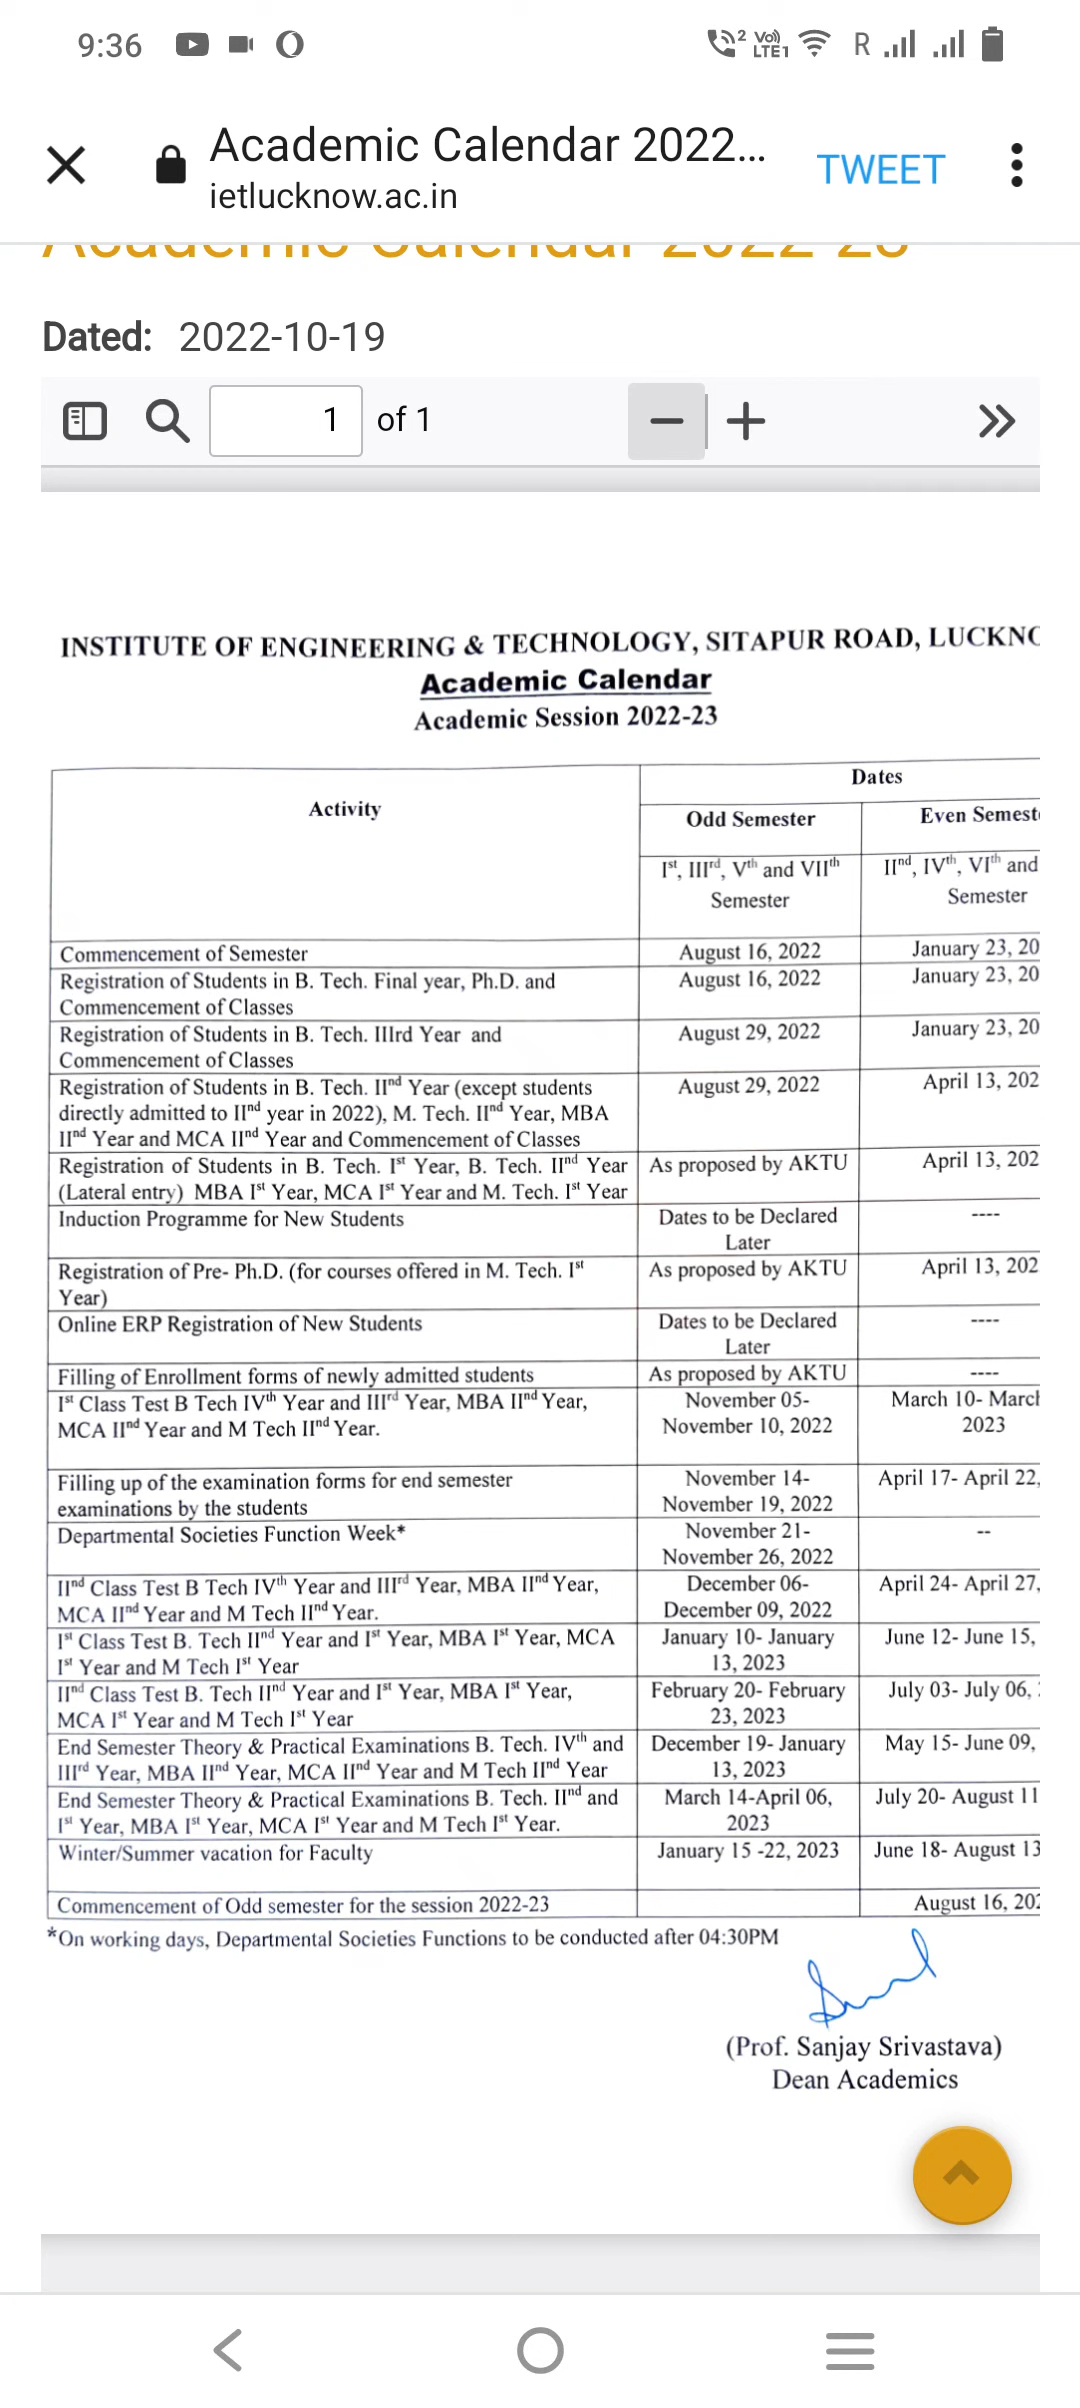 9:36
2 Vo) LTE1 R
Academic Calendar 2022...
ietlucknow.ac.in
TWEET
Academic Calendar 2022-23
Dated: 2022-10-19
1 of 1
INSTITUTE OF ENGINEERING & TECHNOLOGY, SITAPUR ROAD, LUCKNO
Academic Calendar
Academic Session 2022-23
Activity
Dates
Odd Semester
Even Semest
Ist, IIIrd, Vth and VIIth
Semester
IInd, IVth, VIth and
Semester
Commencement of Semester August 16, 2022 January 23, 20
Registration of Students in B. Tech. Final year, Ph.D. and August 16, 2022 January 23, 20
Commencement of Classes
Registration of Students in B. Tech. IIIrd Year and August 29, 2022 January 23, 20
Commencement of Classes
Registration of Students in B. Tech. IInd Year (except students August 29, 2022 April 13, 202
directly admitted to IInd year in 2022), M. Tech. IInd Year, MBA
IInd Year and MCA IInd Year and Commencement of Classes
Registration of Students in B. Tech. Ist Year, B. Tech. IInd Year As proposed by AKTU April 13, 202
(Lateral entry) MBA Ist Year, MCA Ist Year and M. Tech. Ist Year
Induction Programme for New Students Dates to be Declared ----
Later
Registration of Pre- Ph.D. (for courses offered in M. Tech. Ist As proposed by AKTU April 13, 202
Year)
Online ERP Registration of New Students Dates to be Declared ----
Later
Filling of Enrollment forms of newly admitted students As proposed by AKTU ----
Ist Class Test B Tech IVth Year and IIIrd Year, MBA IInd Year, November 05- March 10- March
MCA IInd Year and M Tech IInd Year. November 10, 2022 2023
Filling up of the examination forms for end semester November 14- April 17- April 22,
examinations by the students November 19, 2022
Departmental Societies Function Week* November 21- --
November 26, 2022
IInd Class Test B Tech IVth Year and IIIrd Year, MBA IInd Year, December 06- April 24- April 27,
MCA IInd Year and M Tech IInd Year. December 09, 2022
Ist Class Test B. Tech IInd Year and Ist Year, MBA Ist Year, MCA January 10- January June 12- June 15,
Ist Year and M Tech Ist Year 13, 2023
IInd Class Test B. Tech IInd Year and Ist Year, MBA Ist Year, February 20- February July 03- July 06,
MCA Ist Year and M Tech Ist Year 23, 2023
End Semester Theory & Practical Examinations B. Tech. IVth and December 19- January May 15- June 09,
IIIrd Year, MBA IInd Year, MCA IInd Year and M Tech IInd Year 13, 2023
End Semester Theory & Practical Examinations B. Tech. IInd and March 14-April 06, July 20- August 11
Ist Year, MBA Ist Year, MCA Ist Year and M Tech Ist Year. 2023
Winter/Summer vacation for Faculty January 15 -22, 2023 June 18- August 13
Commencement of Odd semester for the session 2022-23 August 16, 202
*On working days, Departmental Societies Functions to be conducted after 04:30PM
(Prof. Sanjay Srivastava)
Dean Academics